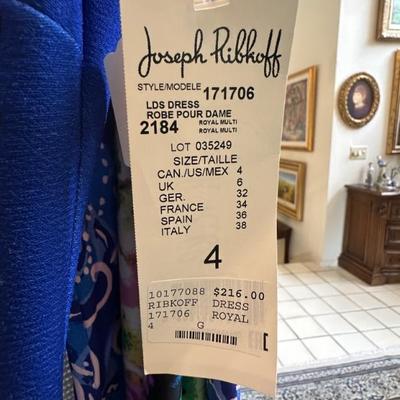 Joseph Ribkoff
STYLE/MODELE 171706
LDS DRESS
ROBE POUR DAME
2184 ROYAL MULTI
ROYAL MULTI
LOT 035249
SIZE/TAILLE
CAN./US/MEX 4
UK 6
GER. 32
FRANCE 34
SPAIN 36
ITALY 38
4
10177088 $216.00
RIBKOFF DRESS
171706 ROYAL
4 G